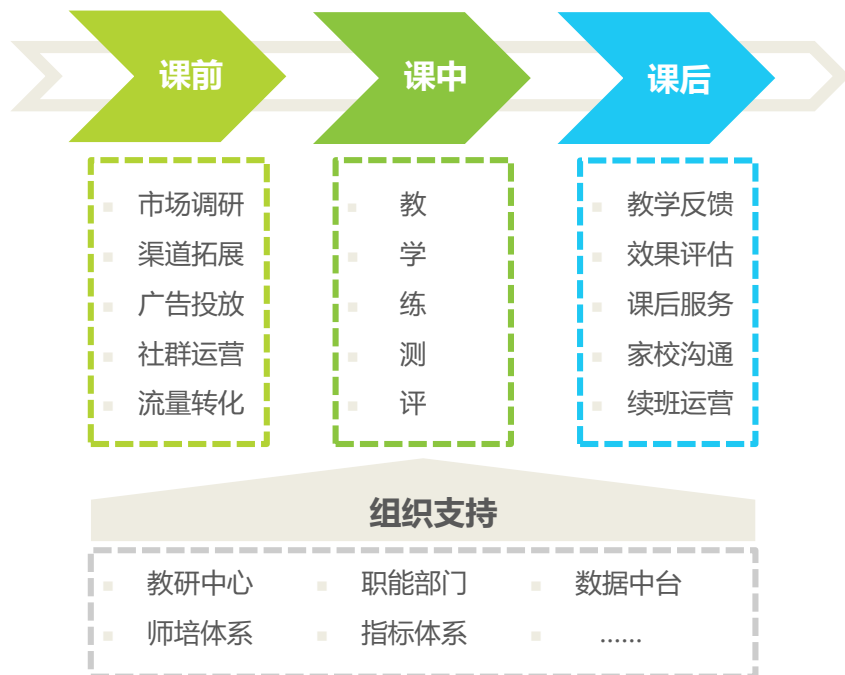 课前
课中
课后
市场调研
渠道拓展
广告投放
社群运营
流量转化
教
学
练
测
评
教学反馈
效果评估
课后服务
家校沟通
续班运营
组织支持
教研中心
职能部门
数据中台
师培体系
指标体系
......